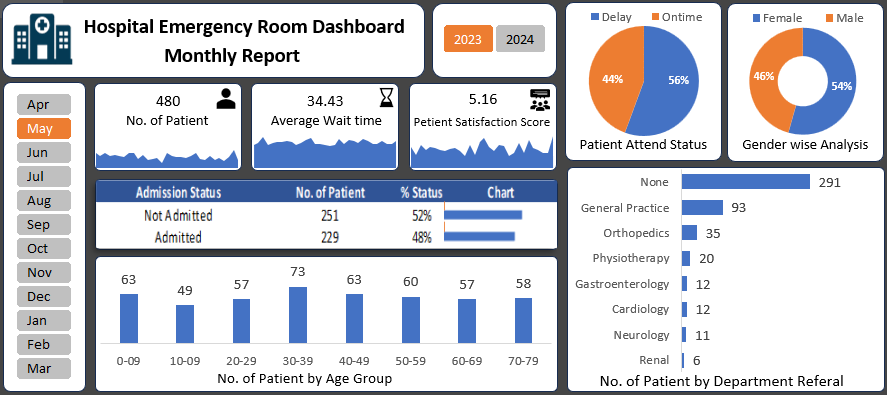 Hospital Emergency Room Dashboard
Monthly Report
2023
2024
Delay
Ontime
44%
56%
Patient Attend Status
Female
Male
46%
54%
Gender wise Analysis
Apr
May
Jun
Jul
Aug
Sep
Oct
Nov
Dec
Jan
Feb
Mar
480
No. of Patient
34.43
Average Wait time
5.16
Petient Satisfaction Score
Admission Status No. of Patient % Status Chart
Not Admitted 251 52%
Admitted 229 48%
63 49 57 73 63 60 57 58
0-09 10-09 20-29 30-39 40-49 50-59 60-69 70-79
No. of Patient by Age Group
None 291
General Practice 93
Orthopedics 35
Physiotherapy 20
Gastroenterology 12
Cardiology 12
Neurology 11
Renal 6
No. of Patient by Department Referal